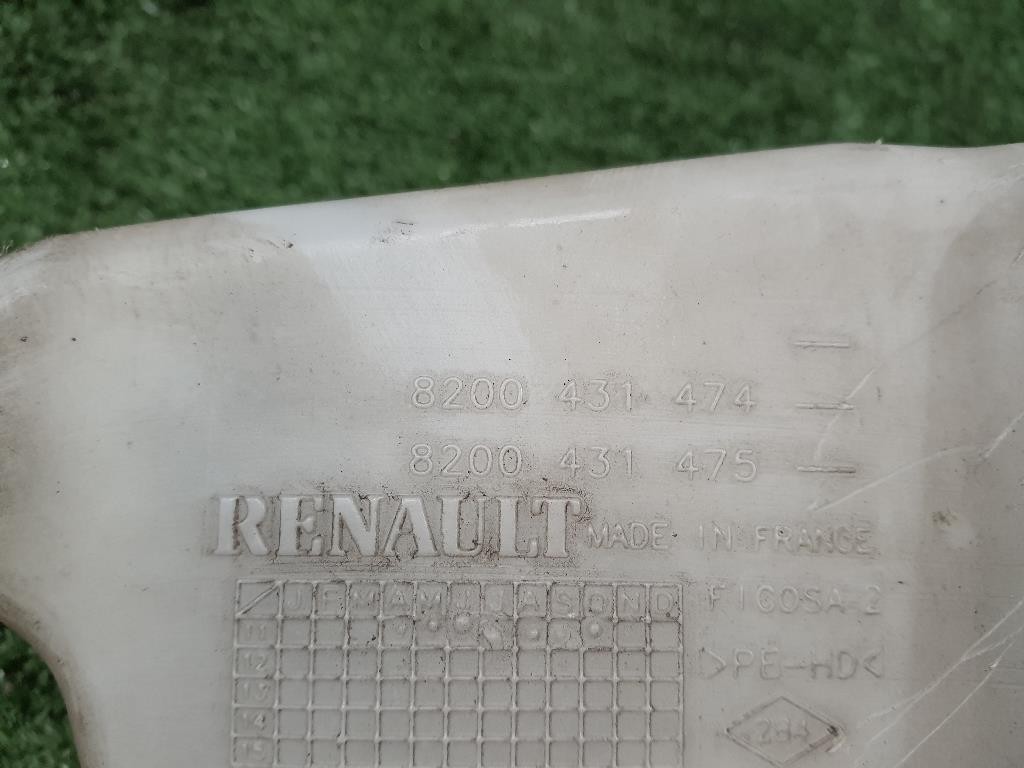 8200 431 474
8200 431 475
RENAULT MADE IN FRANCE
J F M A M J J A S O N D FICOSA 2
11
12 >PE-HD<
13
14
15